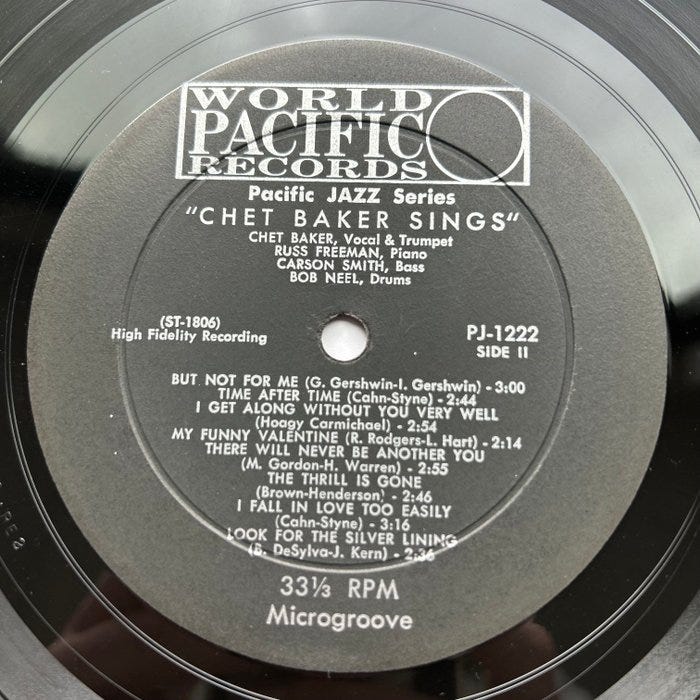 WORLD
PACIFIC
RECORDS
Pacific JAZZ Series
"CHET BAKER SINGS"
CHET BAKER, Vocal & Trumpet
RUSS FREEMAN, Piano
CARSON SMITH, Bass
BOB NEEL, Drums
(ST-1806)
High Fidelity Recording
PJ-1222
SIDE II
BUT NOT FOR ME (G. Gershwin-I. Gershwin) - 3:00
TIME AFTER TIME (Cahn-Styne) - 2:44
I GET ALONG WITHOUT YOU VERY WELL
(Hoagy Carmichael) - 2:54
MY FUNNY VALENTINE (R. Rodgers-L. Hart) - 2:14
THERE WILL NEVER BE ANOTHER YOU
(M. Gordon-H. Warren) - 2:55
THE THRILL IS GONE
(Brown-Henderson) - 2:46
I FALL IN LOVE TOO EASILY
(Cahn-Styne) - 3:16
LOOK FOR THE SILVER LINING
(B. DeSylva-J. Kern) - 2:36
33⅓ RPM
Microgroove